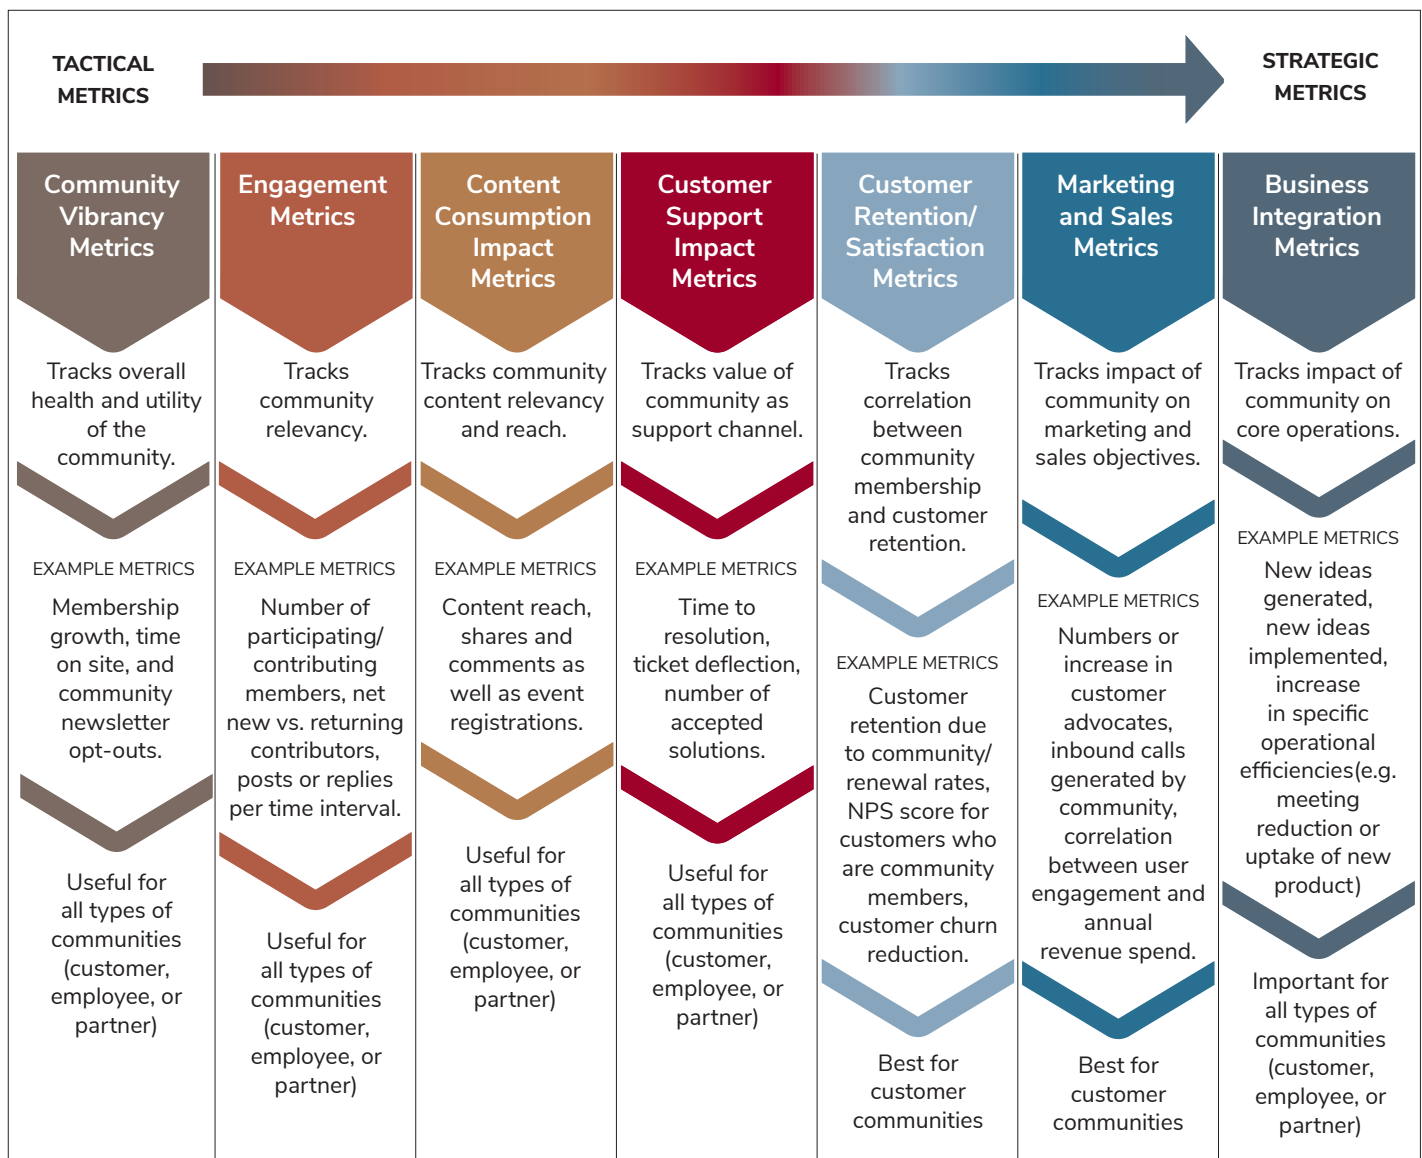 TACTICAL
METRICS
STRATEGIC
METRICS
Community
Vibrancy
Metrics
Tracks overall
health and utility
of the
community.
EXAMPLE METRICS
Membership
growth, time
on site, and
community
newsletter
opt-outs.
Useful for
all types of
communities
(customer,
employee, or
partner)
Engagement
Metrics
Tracks
community
relevancy.
EXAMPLE METRICS
Number of
participating/
contributing
members, net
new vs. returning
contributors,
posts or replies
per time interval.
Useful for
all types of
communities
(customer,
employee, or
partner)
Content
Consumption
Impact
Metrics
Tracks community
content relevancy
and reach.
EXAMPLE METRICS
Content reach,
shares and
comments as
well as event
registrations.
Useful for
all types of
communities
(customer,
employee, or
partner)
Customer
Support
Impact
Metrics
Tracks value of
community as
support channel.
EXAMPLE METRICS
Time to
resolution,
ticket deflection,
number of
accepted
solutions.
Useful for
all types of
communities
(customer,
employee, or
partner)
Customer
Retention/
Satisfaction
Metrics
Tracks
correlation
between
community
membership
and customer
retention.
EXAMPLE METRICS
Customer
retention due
to community/
renewal rates,
NPS score for
customers who
are community
members,
customer churn
reduction.
Best for
customer
communities
Marketing
and Sales
Metrics
Tracks impact of
community on
marketing and
sales objectives.
EXAMPLE METRICS
Numbers or
increase in
customer
advocates,
inbound calls
generated by
community,
correlation
between user
engagement and
annual
revenue spend.
Best for
customer
communities
Business
Integration
Metrics
Tracks impact of
community on
core operations.
EXAMPLE METRICS
New ideas
generated,
new ideas
implemented,
increase
in specific
operational
efficiencies(e.g.
meeting
reduction or
uptake of new
product)
Important for
all types of
communities
(customer,
employee, or
partner)